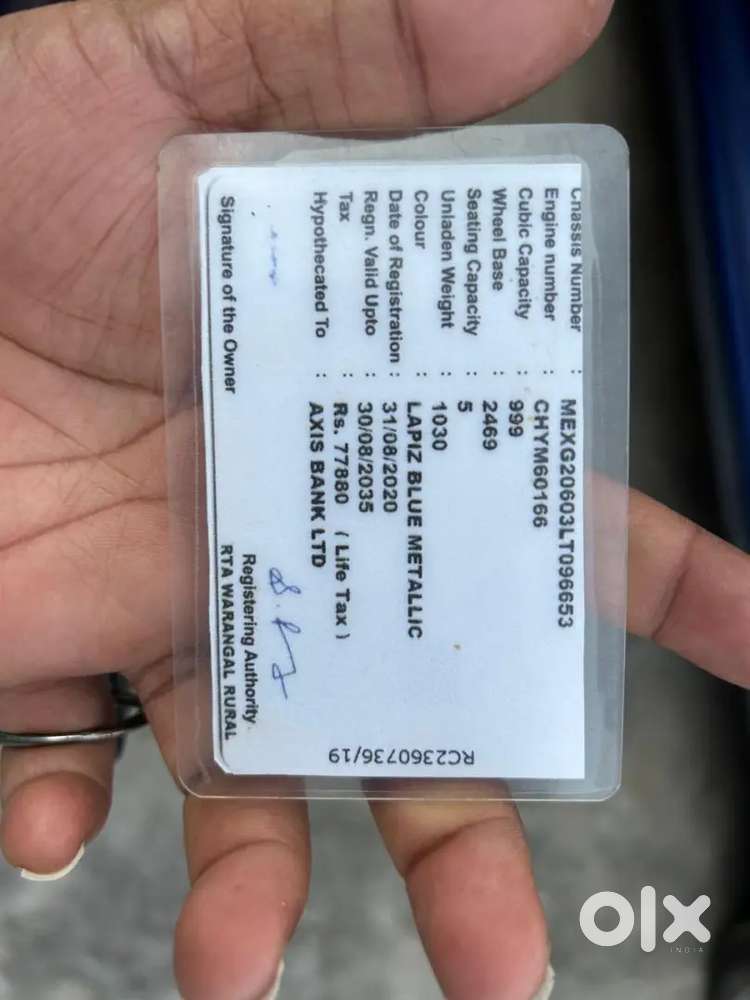 Chassis Number : MEXG20603LT096653
Engine number : CHYM60166
Cubic Capacity : 999
Wheel Base : 2469
Seating Capacity : 5
Unladen Weight : 1030
Colour : LAPIZ BLUE METALLIC
Date of Registration : 31/08/2020
Regn. Valid Upto : 30/08/2035
Tax : Rs. 77880 ( Life Tax )
Hypothecated To : AXIS BANK LTD
Signature of the Owner
Registering Authority
RTA WARANGAL RURAL
RC2360736/19
olx
INDIA